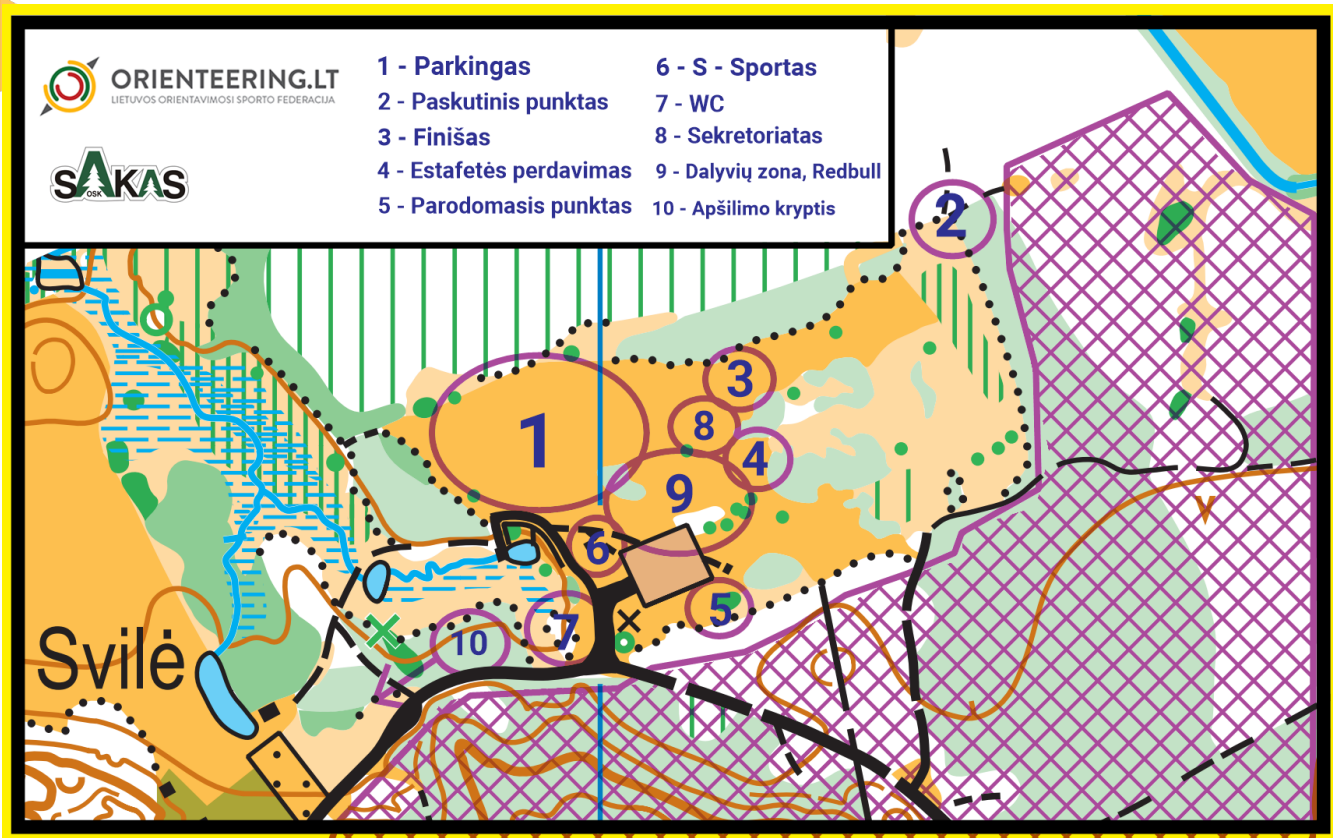 ORIENTEERING.LT
LIETUVOS ORIENTAVIMOSI SPORTO FEDERACIJA
SAKAS
OSK
1 - Parkingas
2 - Paskutinis punktas
3 - Finišas
4 - Estafetės perdavimas
5 - Parodomasis punktas
6 - S - Sportas
7 - WC
8 - Sekretoriatas
9 - Dalyvių zona, Redbull
10 - Apšilimo kryptis
2
3
1
8
4
9
6
5
7
10
Svilė